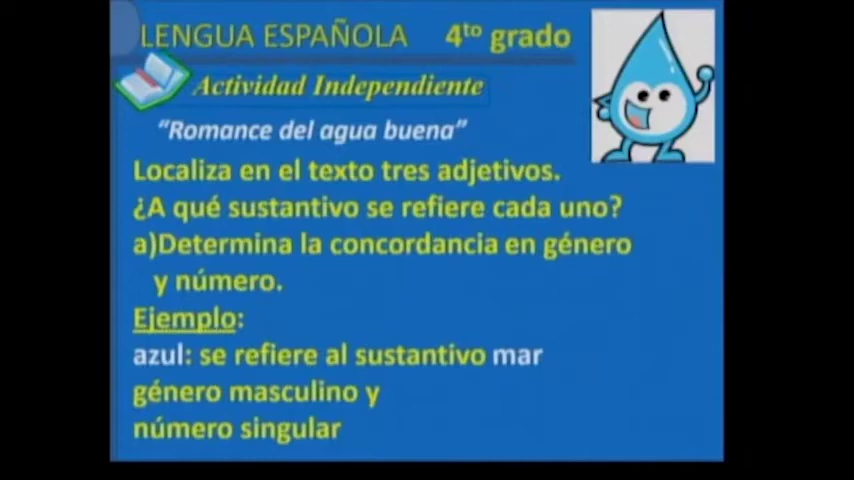 LENGUA ESPAÑOLA 4to grado
Actividad Independiente
“Romance del agua buena”
Localiza en el texto tres adjetivos.
¿A qué sustantivo se refiere cada uno?
a)Determina la concordancia en género
y número.
Ejemplo:
azul: se refiere al sustantivo mar
género masculino y
número singular